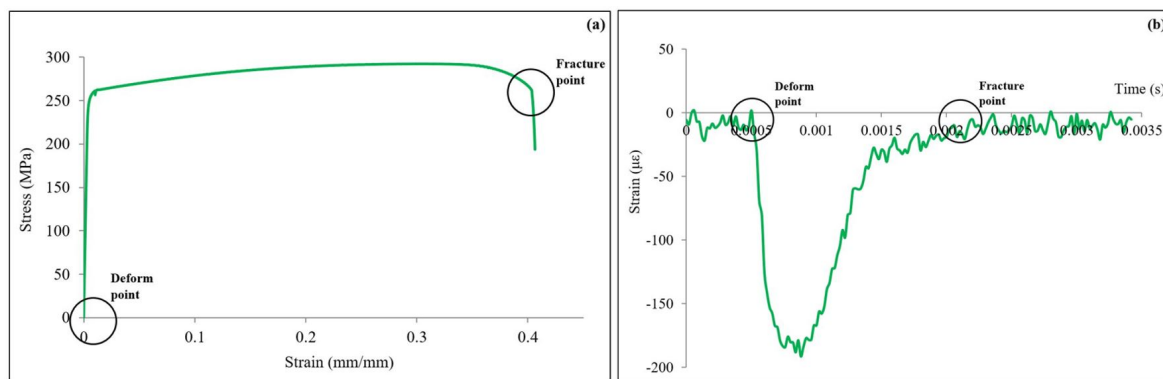 (a)
300
250
200
150
100
50
0
Stress (MPa)
Deform
point
Fracture
point
0
0.1
0.2
0.3
0.4
Strain (mm/mm)
(b)
50
0
-50
-100
-150
-200
Strain (με)
Deform
point
Fracture
point
Time (s)
0
0.0005
0.001
0.0015
0.002
0.0025
0.003
0.0035